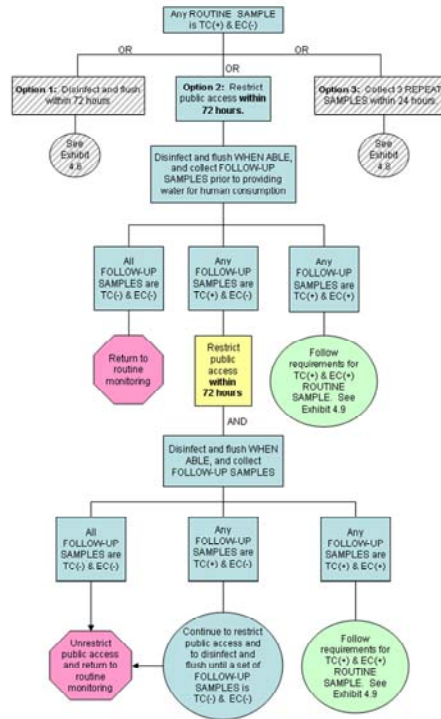 Any ROUTINE SAMPLE
is TC(+) & EC(-)
OR
OR
OR
Option 1: Disinfect and flush
within 72 hours
Option 2: Restrict
public access within
72 hours.
Option 3: Collect 3 REPEAT
SAMPLES within 24 hours.
See
Exhibit
4.6
See
Exhibit
4.8
Disinfect and flush WHEN ABLE,
and collect FOLLOW-UP
SAMPLES prior to providing
water for human consumption
All
FOLLOW-UP
SAMPLES are
TC(-) & EC(-)
Any
FOLLOW-UP
SAMPLES are
TC(+) & EC(-)
Any
FOLLOW-UP
SAMPLES are
TC(+) & EC(+)
Return to
routine
monitoring
Restrict
public
access
within
72 hours
Follow
requirements for
TC(+) & EC(+)
ROUTINE
SAMPLE. See
Exhibit 4.9
AND
Disinfect and flush WHEN
ABLE, and collect
FOLLOW-UP SAMPLES
All
FOLLOW-UP
SAMPLES are
TC(-) & EC(-)
Any
FOLLOW-UP
SAMPLES are
TC(+) & EC(-)
Any
FOLLOW-UP
SAMPLES are
TC(+) & EC(+)
Unrestrict
public access
and return to
routine
monitoring
Continue to restrict
public access and
to disinfect and
flush until a set of
FOLLOW-UP
SAMPLES is
TC(-) & EC(-)
Follow
requirements for
TC(+) & EC(+)
ROUTINE
SAMPLE. See
Exhibit 4.9